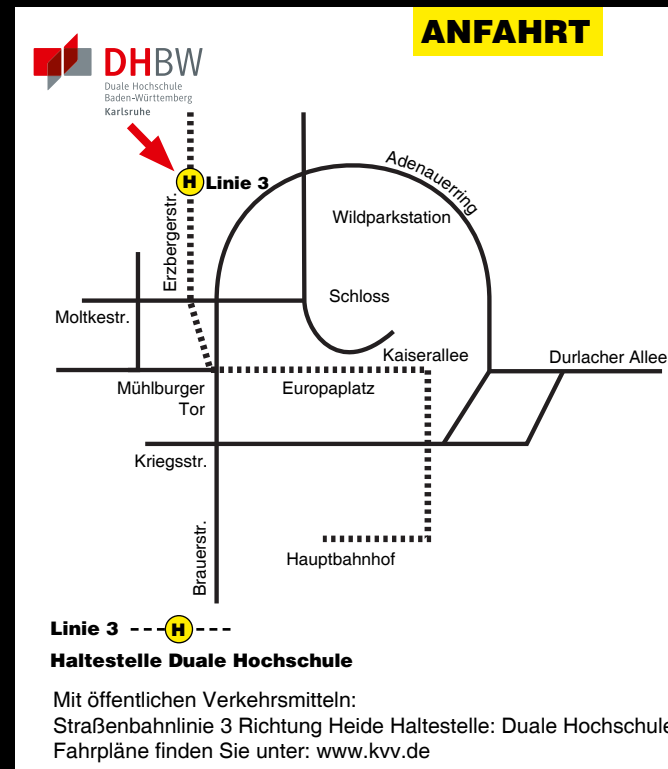 ANFAHRT
DHBW
Duale Hochschule
Baden-Württemberg
Karlsruhe
Adenauerring
H Linie 3
Erzbergerstr.
Wildparkstation
Schloss
Moltkestr.
Kaiserallee
Durlacher Allee
Mühlburger
Tor
Europaplatz
Kriegsstr.
Brauerstr.
Hauptbahnhof
Linie 3 ---H---
Haltestelle Duale Hochschule
Mit öffentlichen Verkehrsmitteln:
Straßenbahnlinie 3 Richtung Heide Haltestelle: Duale Hochschule
Fahrpläne finden Sie unter: www.kvv.de